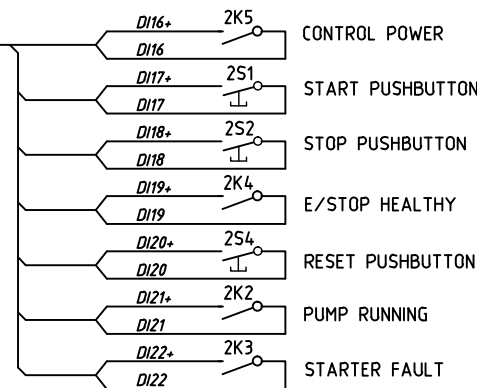 DI16+ 2K5
DI16 CONTROL POWER
DI17+ 2S1
DI17 START PUSHBUTTON
DI18+ 2S2
DI18 STOP PUSHBUTTON
DI19+ 2K4
DI19 E/STOP HEALTHY
DI20+ 2S4
DI20 RESET PUSHBUTTON
DI21+ 2K2
DI21 PUMP RUNNING
DI22+ 2K3
DI22 STARTER FAULT